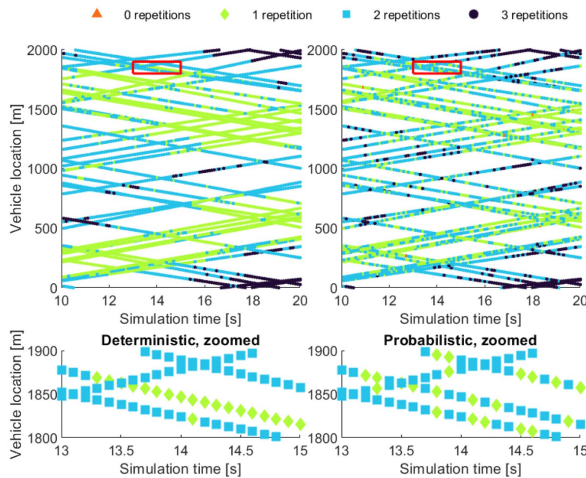 0 repetitions 1 repetition 2 repetitions 3 repetitions
2000
1500
1000
500
0
Vehicle location [m]
10 12 14 16 18 20
Simulation time [s]
10 12 14 16 18 20
Simulation time [s]
Deterministic, zoomed
1900
1850
1800
Vehicle location [m]
13 13.5 14 14.5 15
Simulation time [s]
Probabilistic, zoomed
1900
1850
1800
13 13.5 14 14.5 15
Simulation time [s]